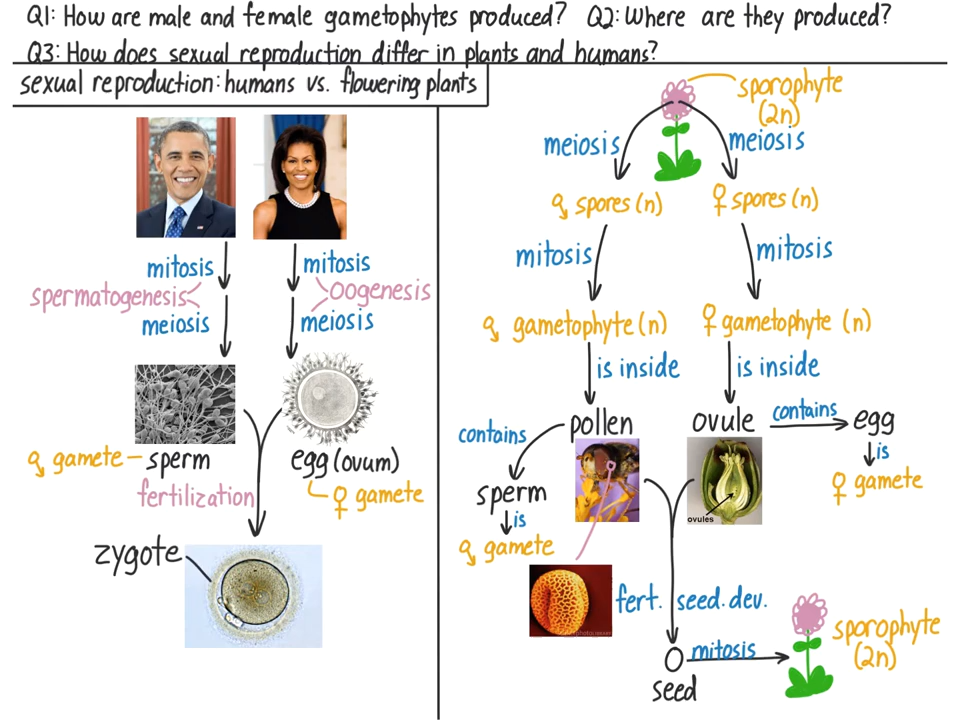 Q1: How are male and female gametophytes produced? Q2: Where are they produced?
Q3: How does sexual reproduction differ in plants and humans?
sexual reproduction: humans vs. flowering plants
mitosis
mitosis
spermatogenesis
oogenesis
meiosis
meiosis
♂ gamete
sperm
egg (ovum)
fertilization
♀ gamete
zygote
sporophyte
(2n)
meiosis
meiosis
♂ spores (n)
♀ spores (n)
mitosis
mitosis
♂ gametophyte (n)
♀ gametophyte (n)
is inside
is inside
contains
pollen
ovule
contains
egg
is
♀ gamete
sperm
ovules
is
♂ gamete
fert.
seed. dev.
mitosis
seed
sporophyte
(2n)